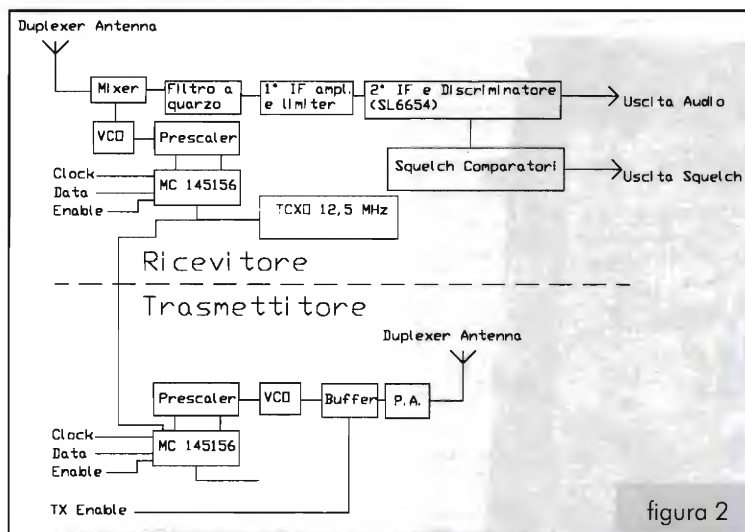 Duplexer Antenna
Mixer
Filtro a
quarzo
1° IF ampl.
e limiter
2° IF e Discriminatore
(SL6654)
Uscita Audio
VCO
Prescaler
Squelch Comparatori
Uscita Squelch
Clock
Data
Enable
MC 145156
TCXO 12,5 MHz
Ricevitore
Trasmettitore
Duplexer Antenna
Prescaler
VCO
Buffer
P.A.
Clock
Data
Enable
MC 145156
TX Enable
figura 2